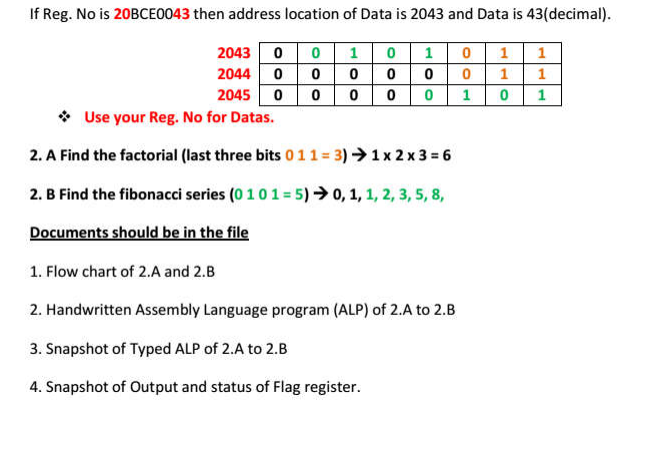 If Reg. No is 20BCE0043 then address location of Data is 2043 and Data is 43(decimal).
2043 0 0 1 0 1 0 1 1
2044 0 0 0 0 0 0 1 1
2045 0 0 0 0 0 1 0 1
❖ Use your Reg. No for Datas.
2. A Find the factorial (last three bits 0 1 1 = 3) → 1 x 2 x 3 = 6
2. B Find the fibonacci series (0 1 0 1 = 5) → 0, 1, 1, 2, 3, 5, 8,
Documents should be in the file
1. Flow chart of 2.A and 2.B
2. Handwritten Assembly Language program (ALP) of 2.A to 2.B
3. Snapshot of Typed ALP of 2.A to 2.B
4. Snapshot of Output and status of Flag register.